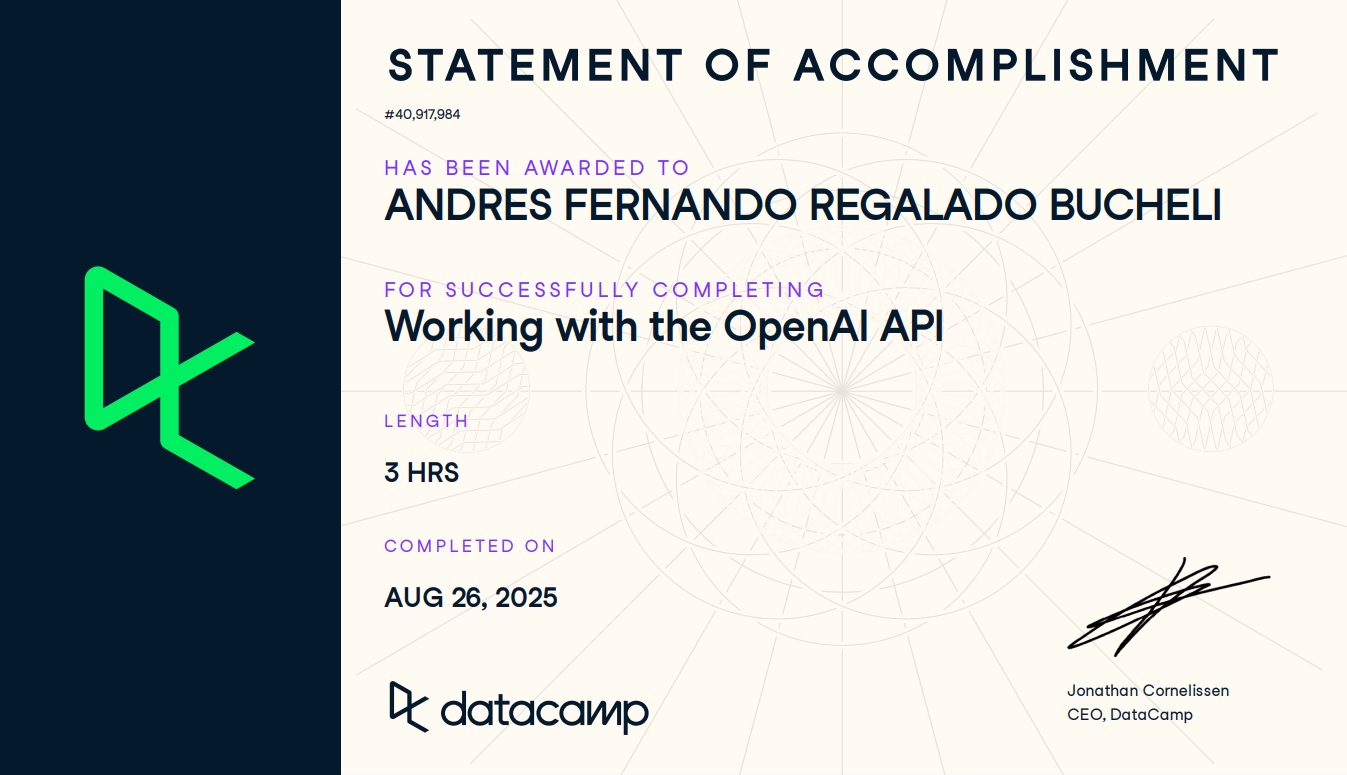 STATEMENT OF ACCOMPLISHMENT
#40,917,984
HAS BEEN AWARDED TO
ANDRES FERNANDO REGALADO BUCHELI
FOR SUCCESSFULLY COMPLETING
Working with the OpenAI API
LENGTH
3 HRS
COMPLETED ON
AUG 26, 2025
datacamp
Jonathan Cornelissen
CEO, DataCamp